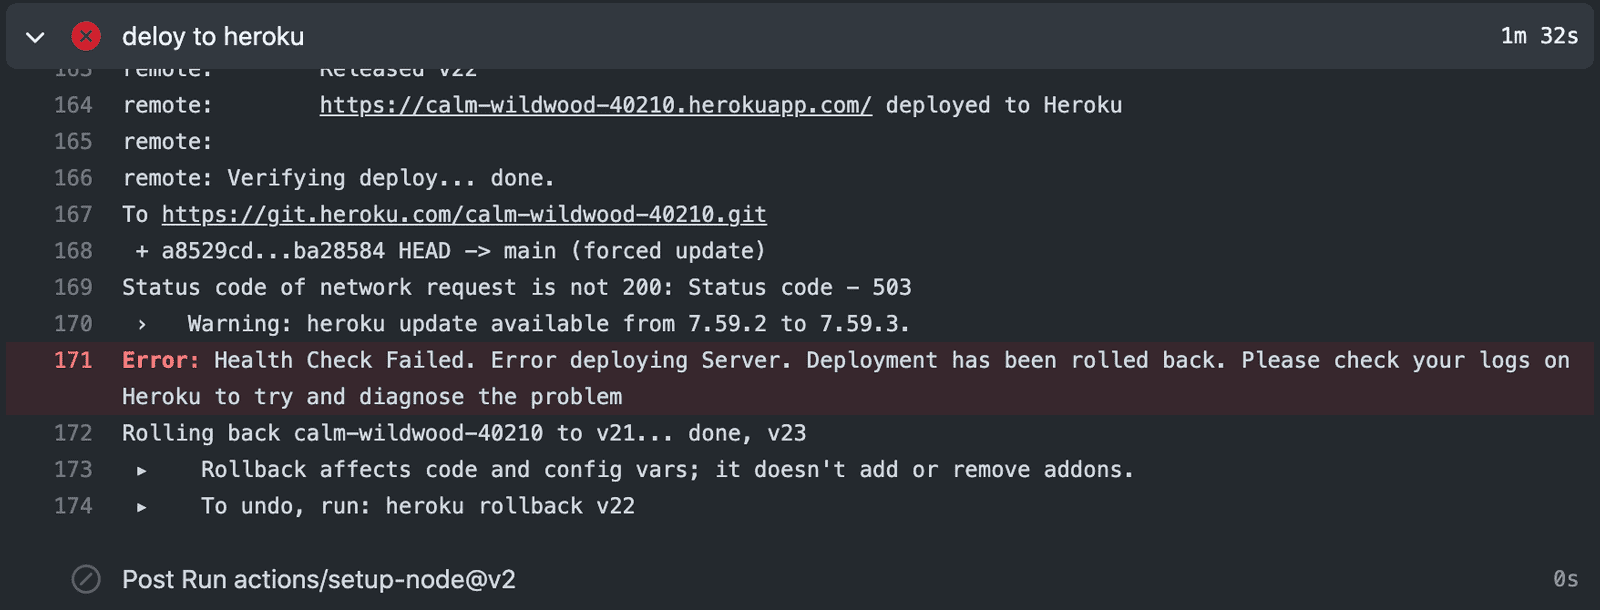 deloy to heroku 1m 32s
163 remote: Released v22
164 remote: https://calm-wildwood-40210.herokuapp.com/ deployed to Heroku
165 remote:
166 remote: Verifying deploy... done.
167 To https://git.heroku.com/calm-wildwood-40210.git
168 + a8529cd...ba28584 HEAD -> main (forced update)
169 Status code of network request is not 200: Status code - 503
170 › Warning: heroku update available from 7.59.2 to 7.59.3.
171 Error: Health Check Failed. Error deploying Server. Deployment has been rolled back. Please check your logs on
Heroku to try and diagnose the problem
172 Rolling back calm-wildwood-40210 to v21... done, v23
173 ▸ Rollback affects code and config vars; it doesn't add or remove addons.
174 ▸ To undo, run: heroku rollback v22
Post Run actions/setup-node@v2 0s